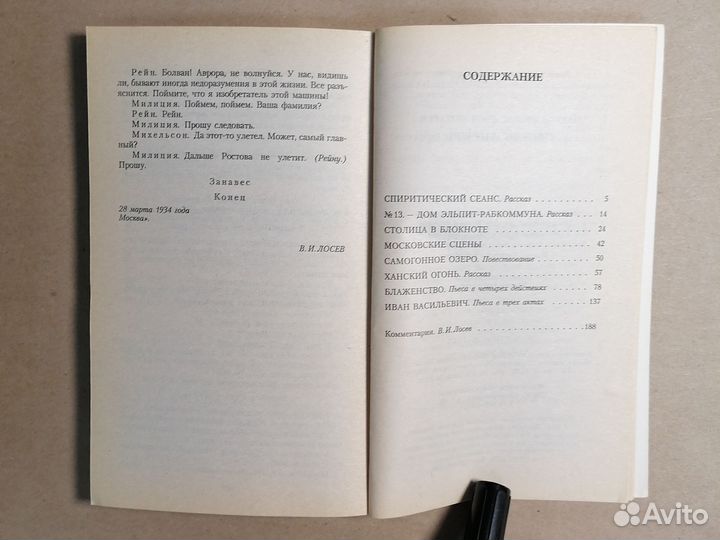 Рейн. Болван! Аврора, не волнуйся. У нас, видишь
ли, бывают иногда недоразумения в этой жизни. Все разъ-
яснится. Поймите, что я изобретатель этой машины!
Милиция. Поймем, поймем. Ваша фамилия?
Рейн. Рейн.
Милиция. Прошу следовать.
Михельсон. Да этот-то улетел. Может, самый глав-
ный?
Милиция. Дальше Ростова не улетит. (Рейну.)
Прошу.
Занавес
Конец
28 марта 1934 года
Москва».
В. И. ЛОСЕВ
СОДЕРЖАНИЕ
СПИРИТИЧЕСКИЙ СЕАНС. Рассказ . . . . . . . . . . 5
№ 13. — ДОМ ЭЛЬПИТ-РАБКОММУНА. Рассказ . . . 14
СТОЛИЦА В БЛОКНОТЕ . . . . . . . . . . 24
МОСКОВСКИЕ СЦЕНЫ . . . . . . . . . . 42
САМОГОННОЕ ОЗЕРО. Повествование . . . . . . . . 50
ХАНСКИЙ ОГОНЬ. Рассказ . . . . . . . . . . 57
БЛАЖЕНСТВО. Пьеса в четырех действиях . . . . . 78
ИВАН ВАСИЛЬЕВИЧ. Пьеса в трех актах . . . . . . 137
Комментарии. В. И. Лосев . . . . . . . . . . 188
Avito